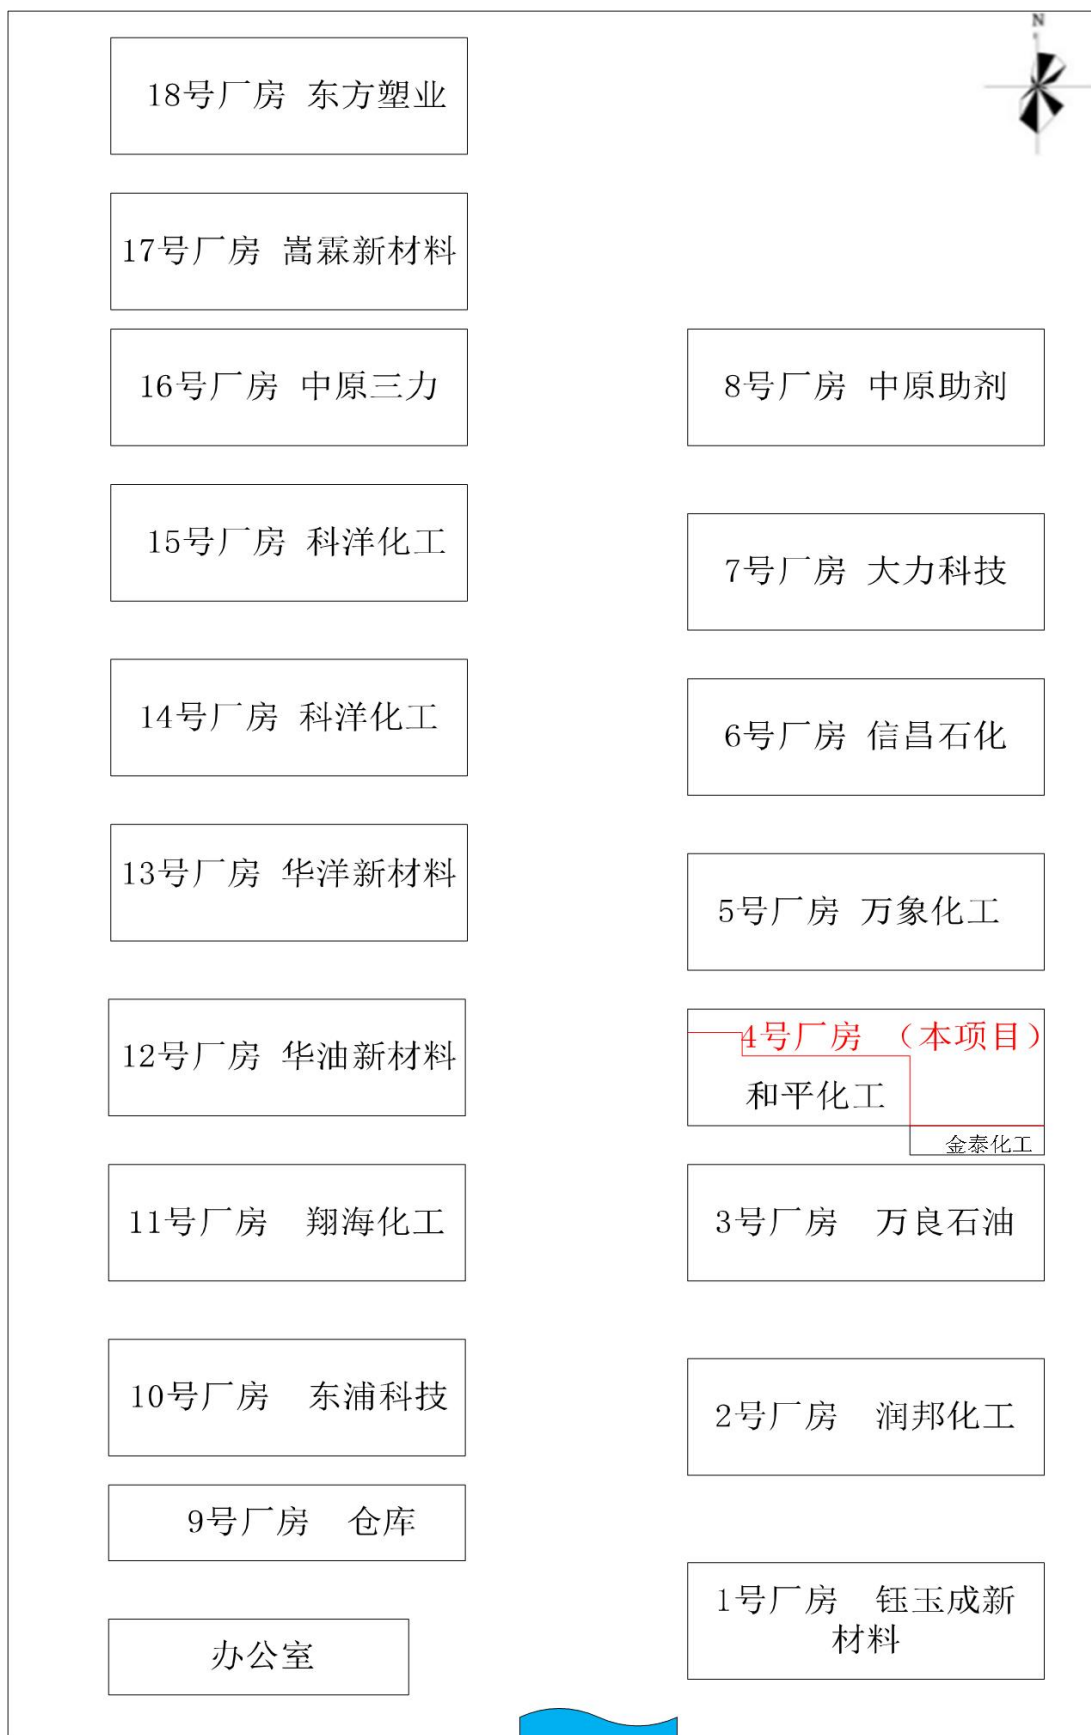 N
18号厂房 东方塑业
17号厂房 嵩霖新材料
16号厂房 中原三力
8号厂房 中原助剂
15号厂房 科洋化工
7号厂房 大力科技
14号厂房 科洋化工
6号厂房 信昌石化
13号厂房 华洋新材料
5号厂房 万象化工
4号厂房 （本项目）
12号厂房 华油新材料
和平化工
金泰化工
11号厂房 翔海化工
3号厂房 万良石油
10号厂房 东浦科技
2号厂房 润邦化工
9号厂房 仓库
1号厂房 钰玉成新
材料
办公室